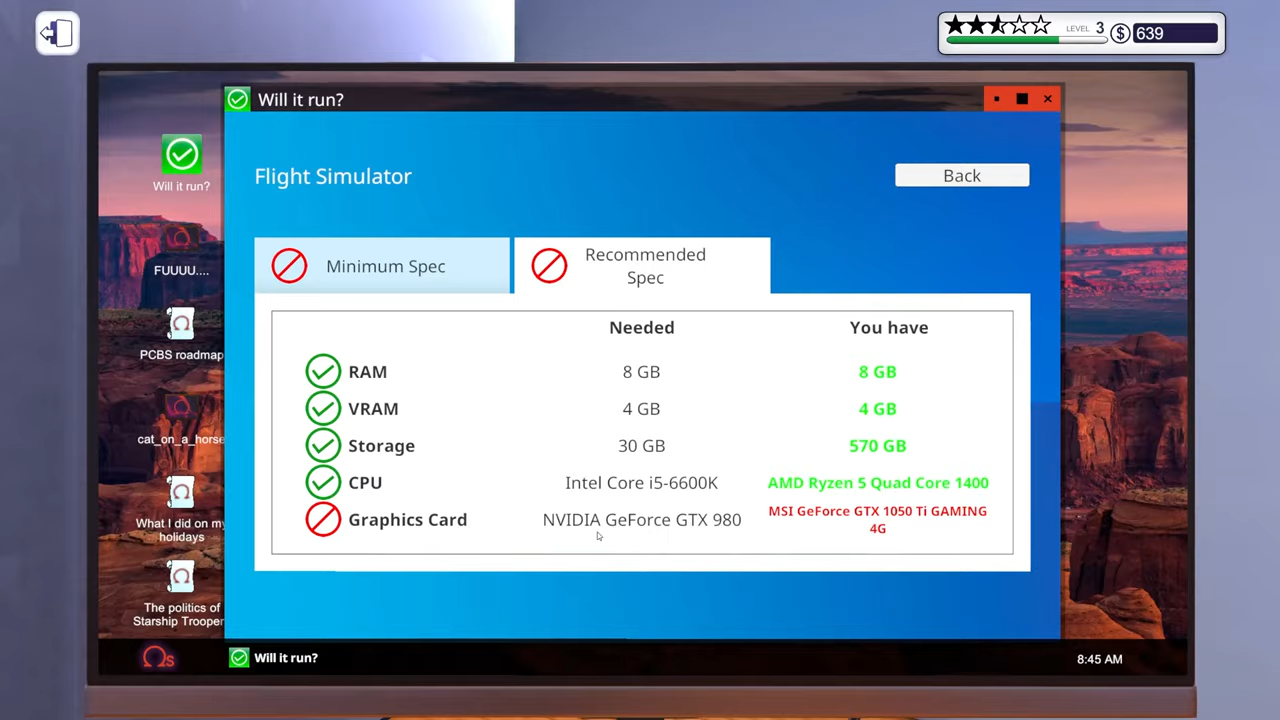 LEVEL 3
$ 639
Will it run?
Will it run?
FUUUU....
PCBS roadmap
cat_on_a_horse
What I did on my
holidays
The politics of
Starship Trooper
Flight Simulator
Back
Minimum Spec
Recommended
Spec
Needed You have
RAM 8 GB 8 GB
VRAM 4 GB 4 GB
Storage 30 GB 570 GB
CPU Intel Core i5-6600K AMD Ryzen 5 Quad Core 1400
Graphics Card NVIDIA GeForce GTX 980 MSI GeForce GTX 1050 Ti GAMING
4G
Ωs
Will it run?
8:45 AM